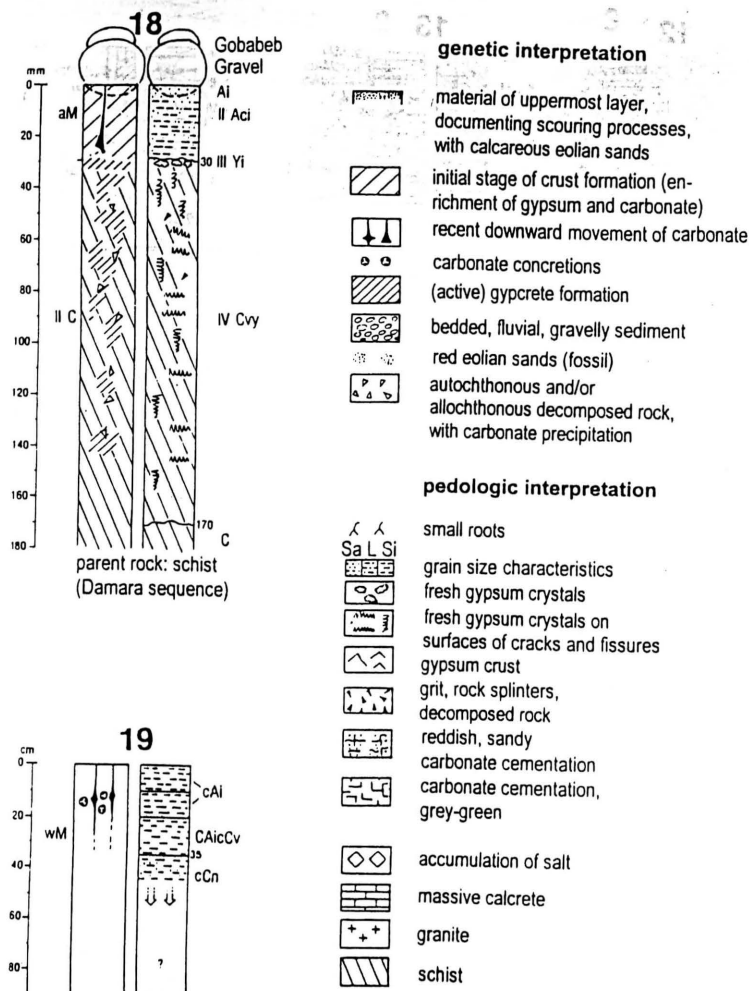 18
Gobabeb
Gravel
mm
0
20
40
60
80
100
120
140
160
180
aM
II C
Ai
II Aci
30 III Yi
IV Cvy
170
C
parent rock: schist
(Damara sequence)
19
cm
0
20
40
60
80
wM
cAi
CAicCv
35
cCn
?
genetic interpretation
material of uppermost layer,
documenting scouring processes,
with calcareous eolian sands
initial stage of crust formation (en-
richment of gypsum and carbonate)
recent downward movement of carbonate
carbonate concretions
(active) gypcrete formation
bedded, fluvial, gravelly sediment
red eolian sands (fossil)
autochthonous and/or
allochthonous decomposed rock,
with carbonate precipitation
pedologic interpretation
small roots
Sa L Si
grain size characteristics
fresh gypsum crystals
fresh gypsum crystals on
surfaces of cracks and fissures
gypsum crust
grit, rock splinters,
decomposed rock
reddish, sandy
carbonate cementation
carbonate cementation,
grey-green
accumulation of salt
massive calcrete
granite
schist